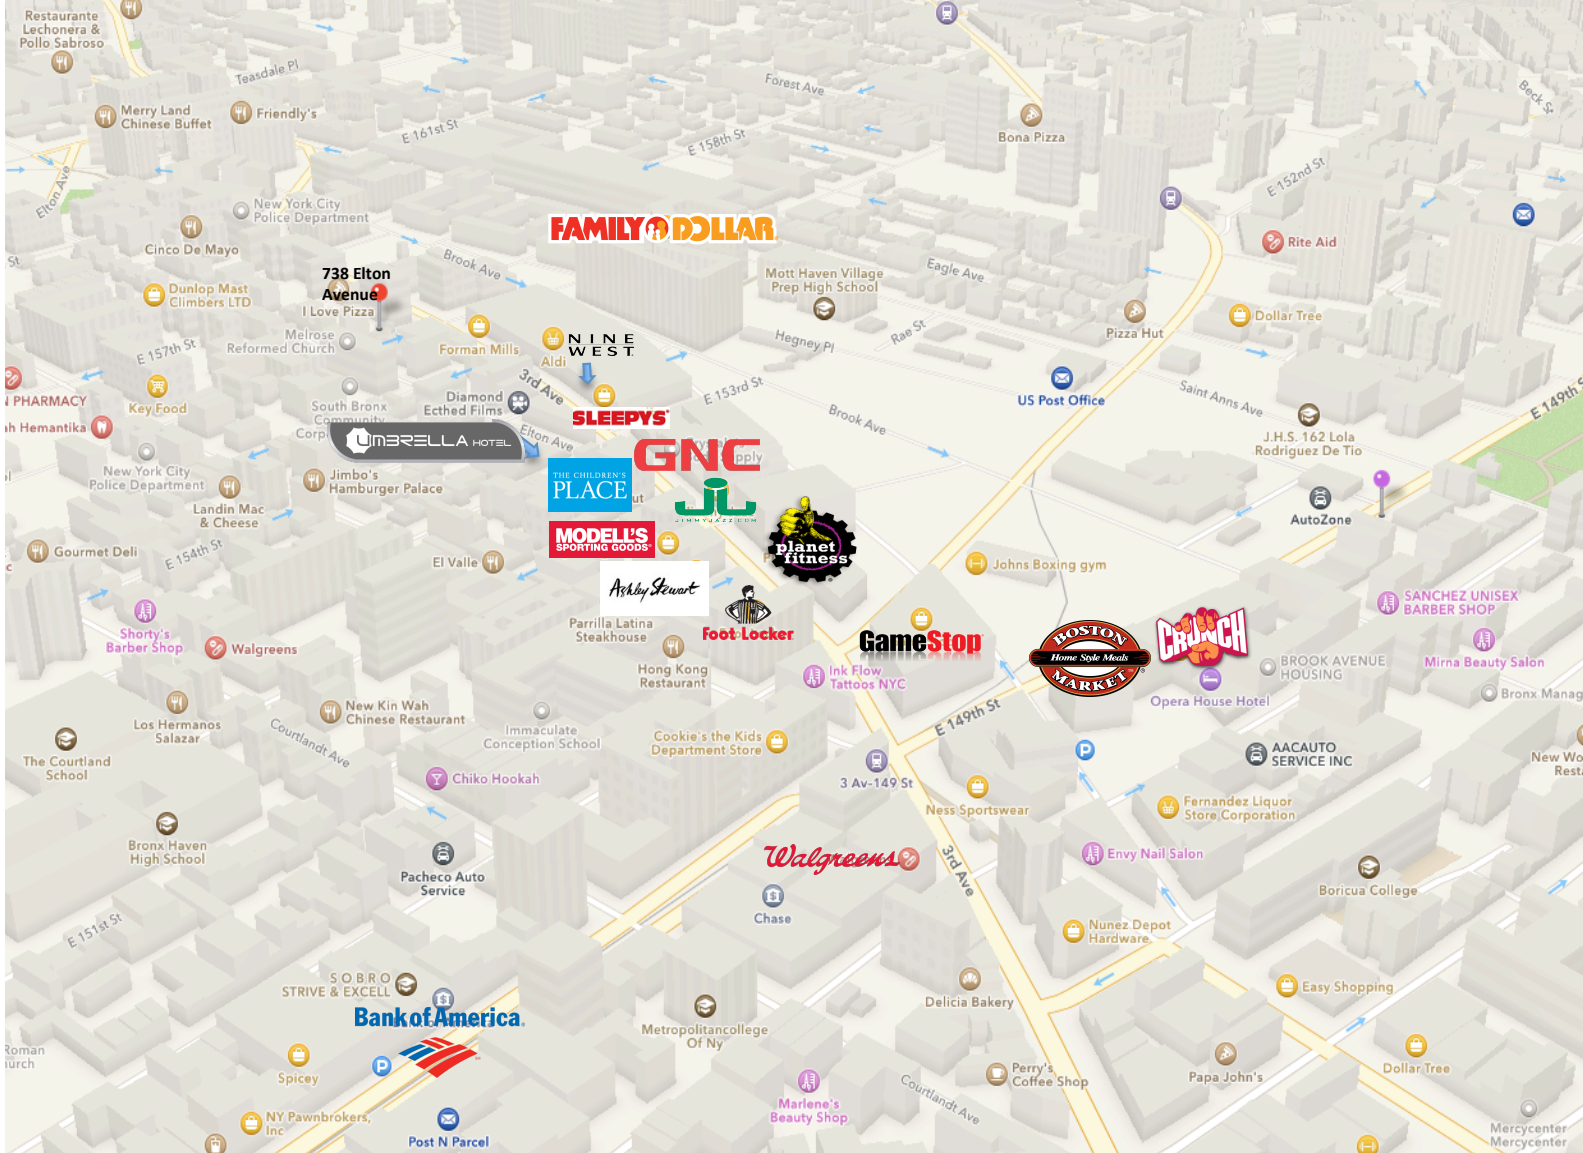 Restaurante
Lechonera &
Pollo Sabroso
Teasdale Pl
Forest Ave
Beck St
Merry Land
Chinese Buffet
Friendly's
E 161st St
E 158th St
Bona Pizza
E 152nd St
Elton Ave
New York City
Police Department
Cinco De Mayo
FAMILY DOLLAR
Rite Aid
St
Brook Ave
Eagle Ave
738 Elton
Avenue
Mott Haven Village
Prep High School
Dunlop Mast
Climbers LTD
I Love Pizza
Dollar Tree
Pizza Hut
Rae St
Hegney Pl
Melrose
Reformed Church
Forman Mills
Aldi
NINE
WEST
E 157th St
3rd Ave
E 153rd St
Saint Anns Ave
E 149th S
US Post Office
N PHARMACY
Key Food
South Bronx
Community
Corp
Diamond
Ecthed Films
SLEEPYS
Brook Ave
ah Hemantika
UMBRELLA HOTEL
Elton Ave
GNC
J.H.S. 162 Lola
Rodriguez De Tio
New York City
Police Department
Jimbo's
Hamburger Palace
THE CHILDREN'S
PLACE
ut
JL
JIMMYJAZZ.COM
Landin Mac
& Cheese
AutoZone
MODELL'S
SPORTING GOODS
planet
fitness
Gourmet Deli
E 154th St
El Valle
Johns Boxing gym
Ashley Stewart
SANCHEZ UNISEX
BARBER SHOP
Shorty's
Barber Shop
Walgreens
Parrilla Latina
Steakhouse
Foot Locker
GameStop
BOSTON
Home Style Meals
MARKET
CRUNCH
Mirna Beauty Salon
BROOK AVENUE
HOUSING
Hong Kong
Restaurant
Ink Flow
Tattoos NYC
Opera House Hotel
Bronx Manag
Los Hermanos
Salazar
New Kin Wah
Chinese Restaurant
Courtlandt Ave
Immaculate
Conception School
Cookie's the Kids
Department Store
E 149th St
P
AACAUTO
SERVICE INC
The Courtland
School
Chiko Hookah
3 Av-149 St
New Wo
Rest
Ness Sportswear
Fernandez Liquor
Store Corporation
Bronx Haven
High School
Walgreens
3rd Ave
Envy Nail Salon
Pacheco Auto
Service
Chase
Boricua College
E 151st St
Nunez Depot
Hardware
S O B R O
STRIVE & EXCELL
Bank of America
Delicia Bakery
Easy Shopping
Metropolitancollege
Of Ny
Roman
hurch
Spicey
P
Perry's
Coffee Shop
Papa John's
Dollar Tree
Marlene's
Beauty Shop
Courtlandt Ave
NY Pawnbrokers,
Inc
Post N Parcel
Mercycenter
Mercycenter